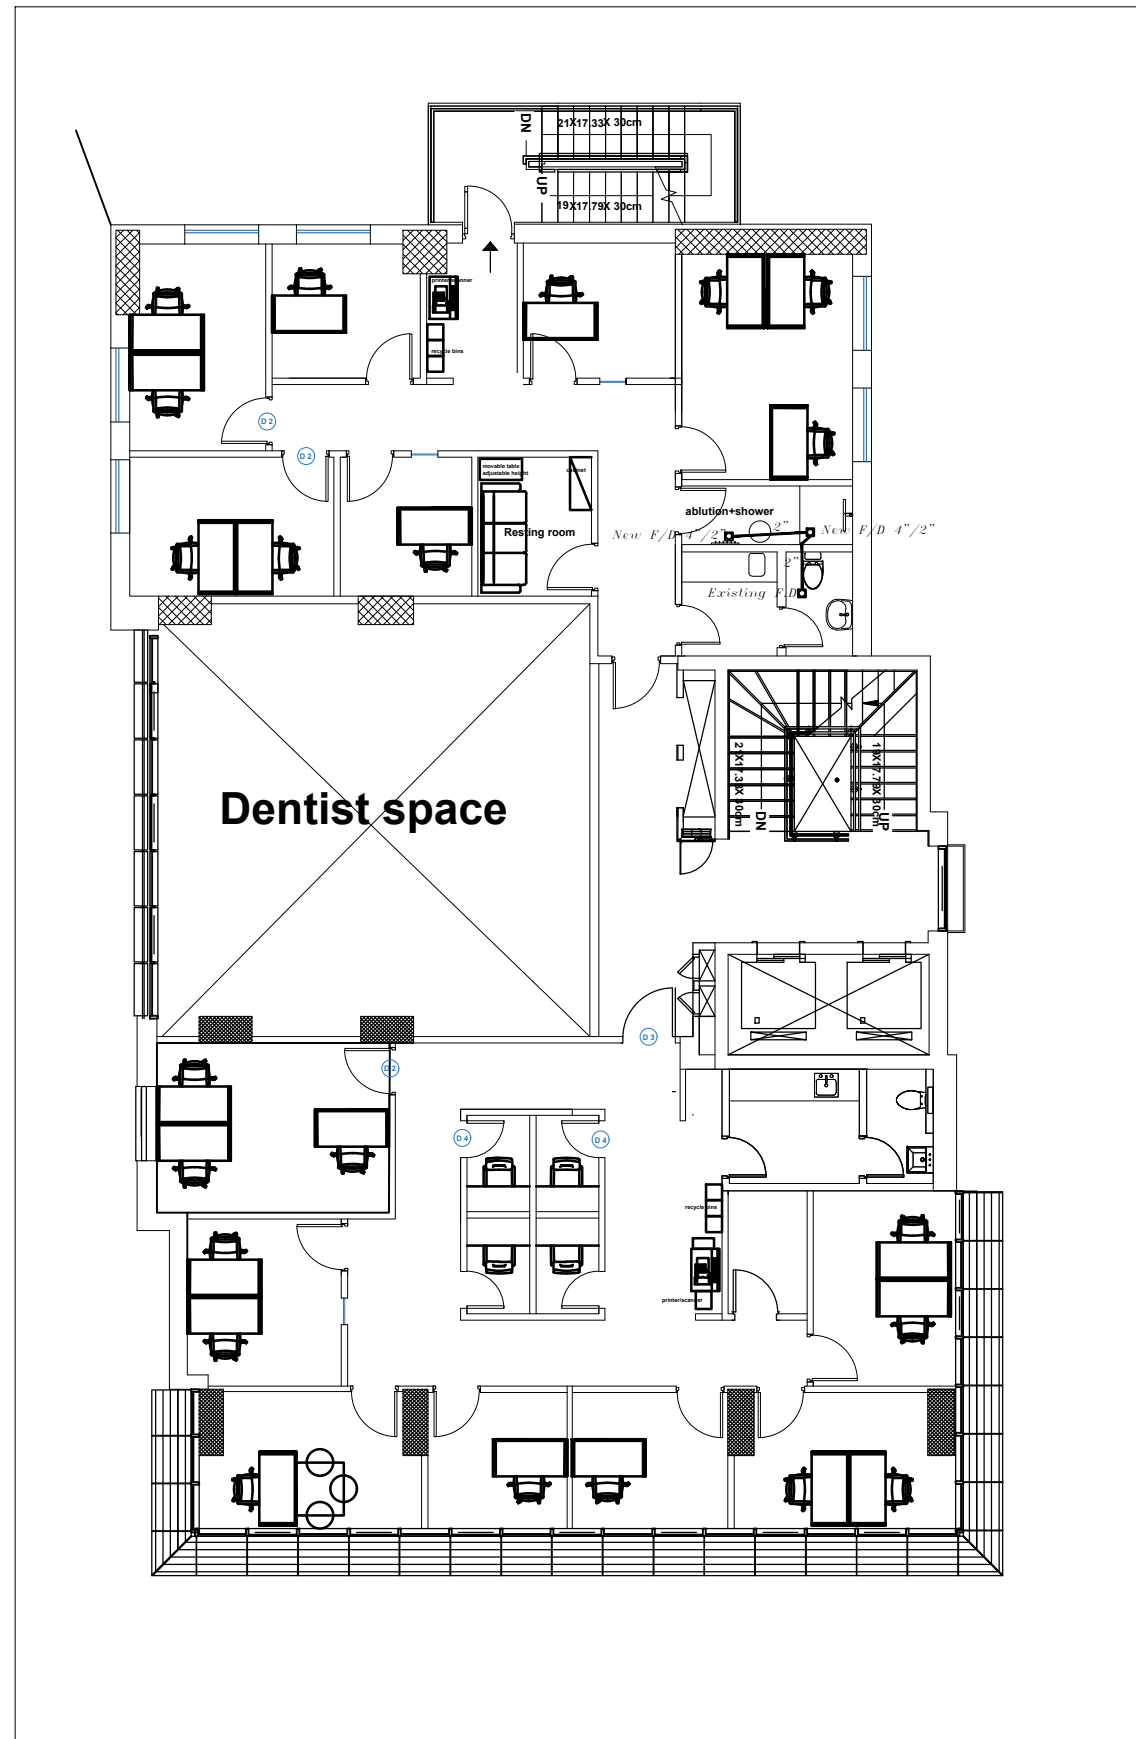 DN
21X17.33X 30cm
UP
19X17.79X 30cm
printer/scanner
recycle bins
D 2
D 2
movable table
adjustable height
cabinet
Resting room
ablution+shower
New F/D 4"/2"
2"
New F/D 4"/2"
2"
Existing F.D
21X17.33X 30cm
DN
19X17.79X 30cm
UP
Dentist space
D 3
D 2
D 4
D 4
recycle bins
printer/scanner